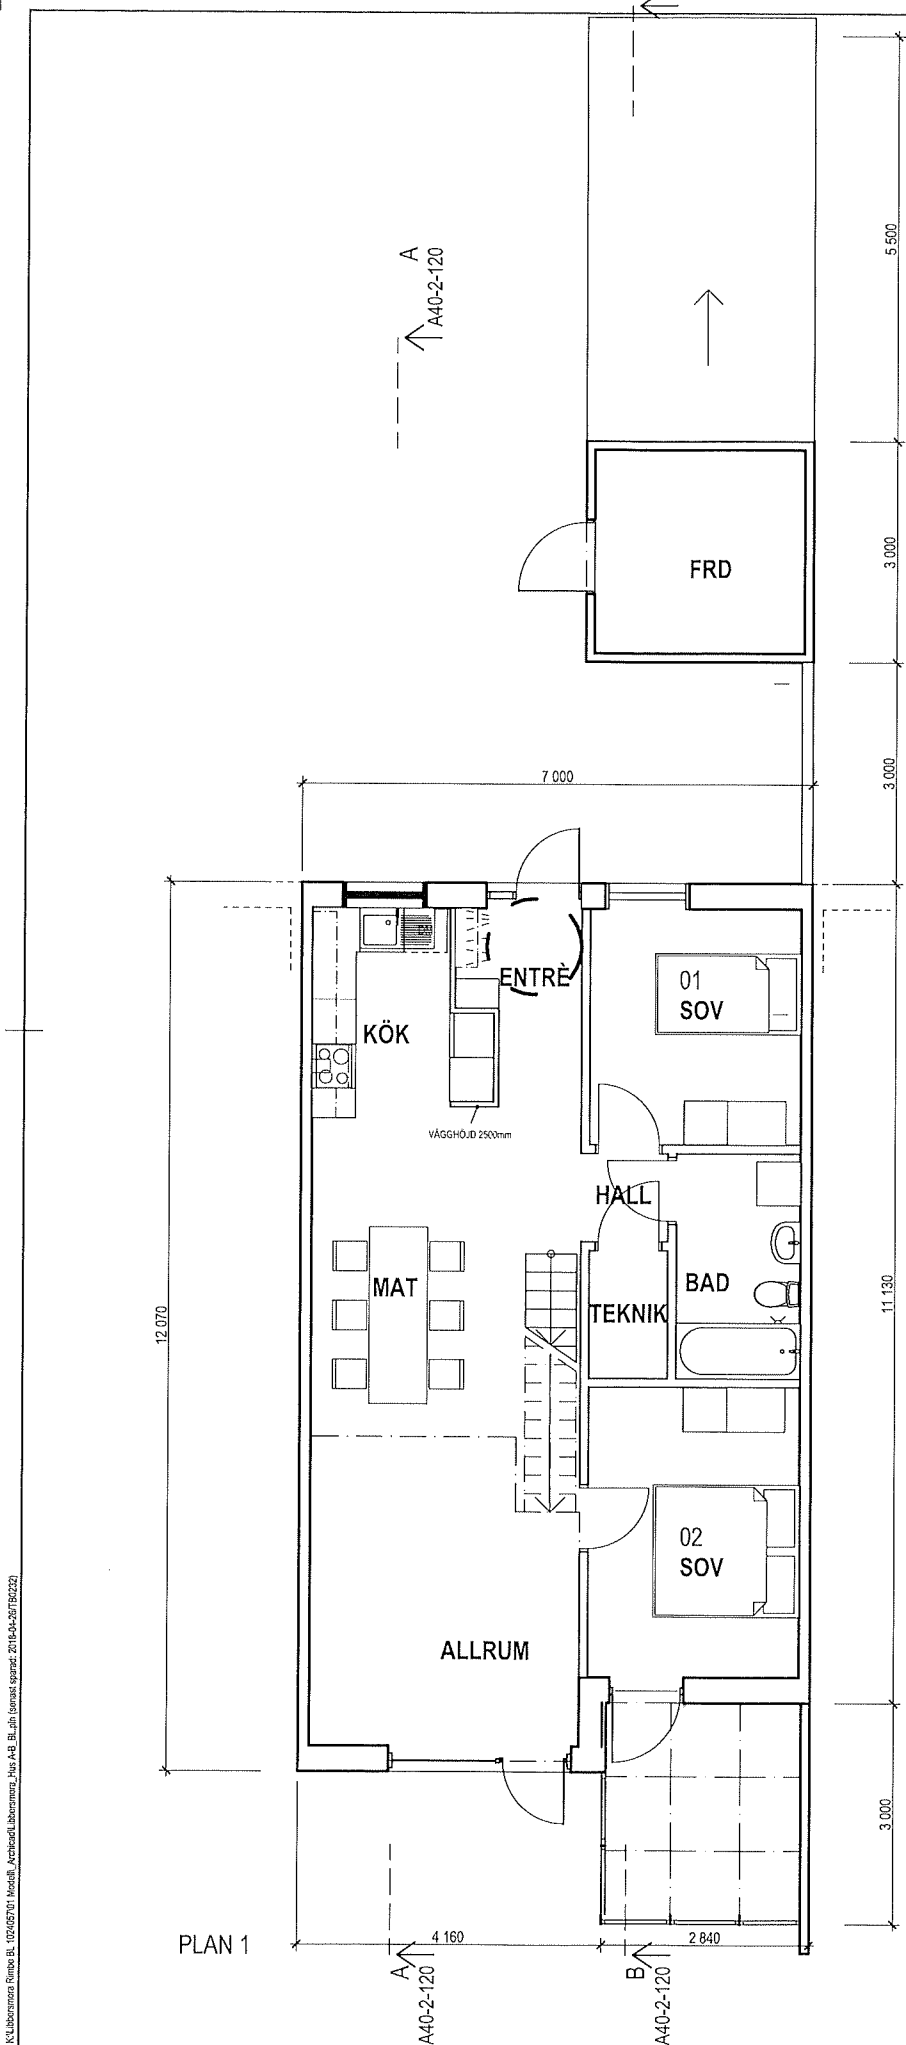 A
A40-2-120
5 500
3 000
FRD
3 000
7 000
ENTRÈ
01
SOV
KÖK
VÄGGHÖJD 2500mm
HALL
MAT
BAD
TEKNIK
12 070
11 130
02
SOV
ALLRUM
3 000
PLAN 1
4 160
2 840
A
A40-2-120
B
A40-2-120